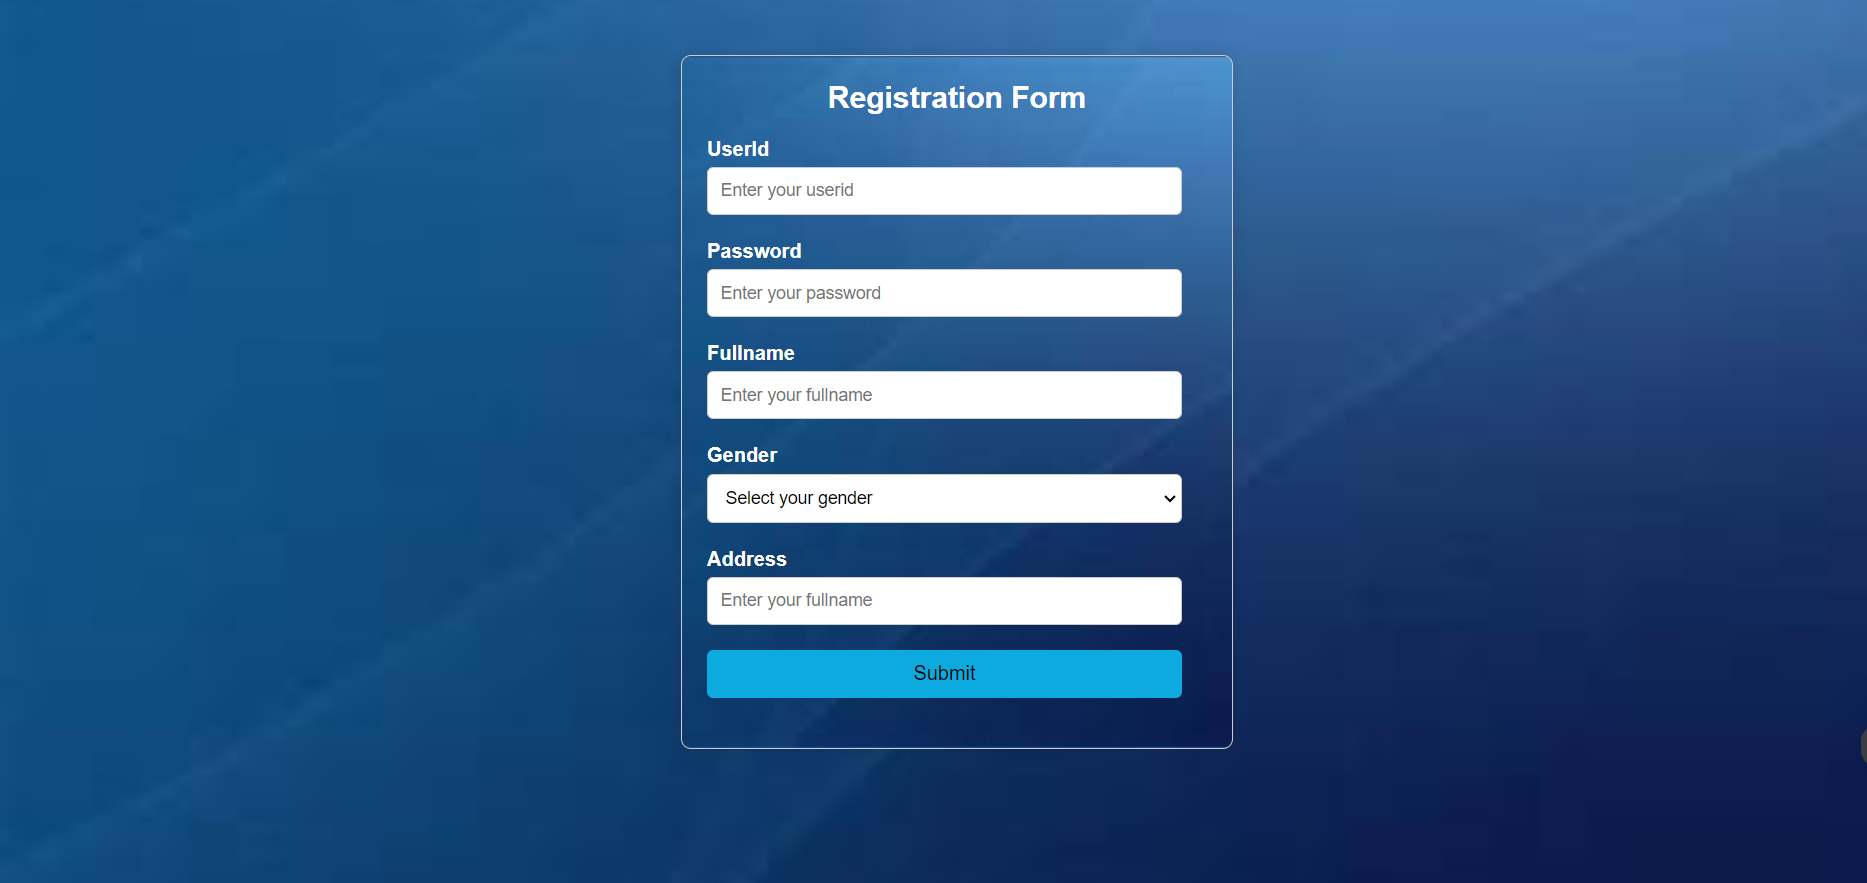 Registration Form
UserId
Enter your userid
Password
Enter your password
Fullname
Enter your fullname
Gender
Select your gender
Address
Enter your fullname
Submit